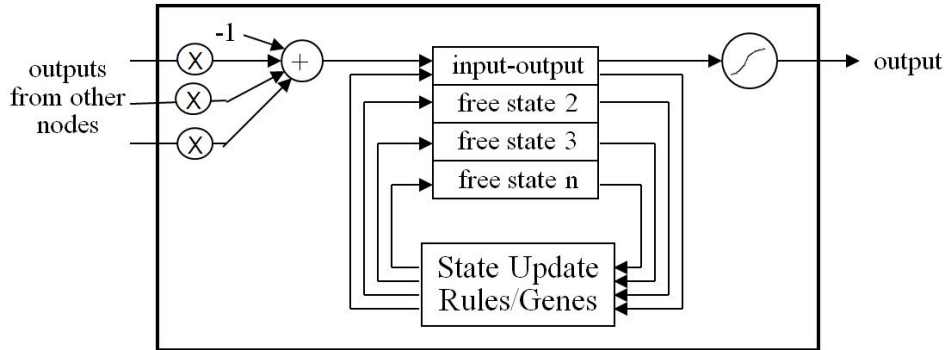 -1
outputs
from other
nodes
X
X
X
+
input-output
free state 2
free state 3
free state n
output
State Update
Rules/Genes